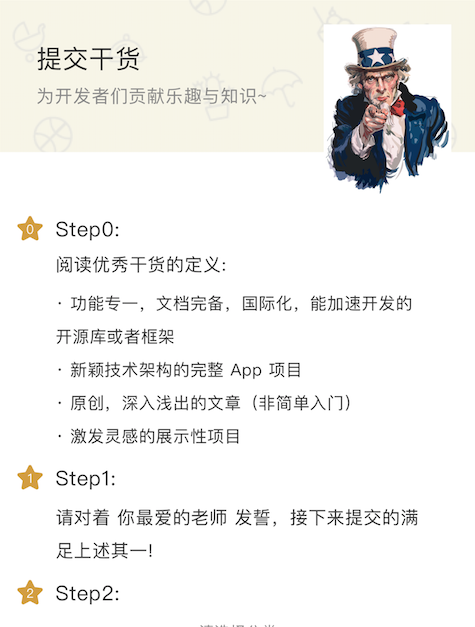 提交干货
为开发者们贡献乐趣与知识~
0 Step0:
阅读优秀干货的定义:
· 功能专一，文档完备，国际化，能加速开发的
开源库或者框架
· 新颖技术架构的完整 App 项目
· 原创，深入浅出的文章（非简单入门）
· 激发灵感的展示性项目
1 Step1:
请对着 你最爱的老师 发誓，接下来提交的满
足上述其一!
2 Step2: